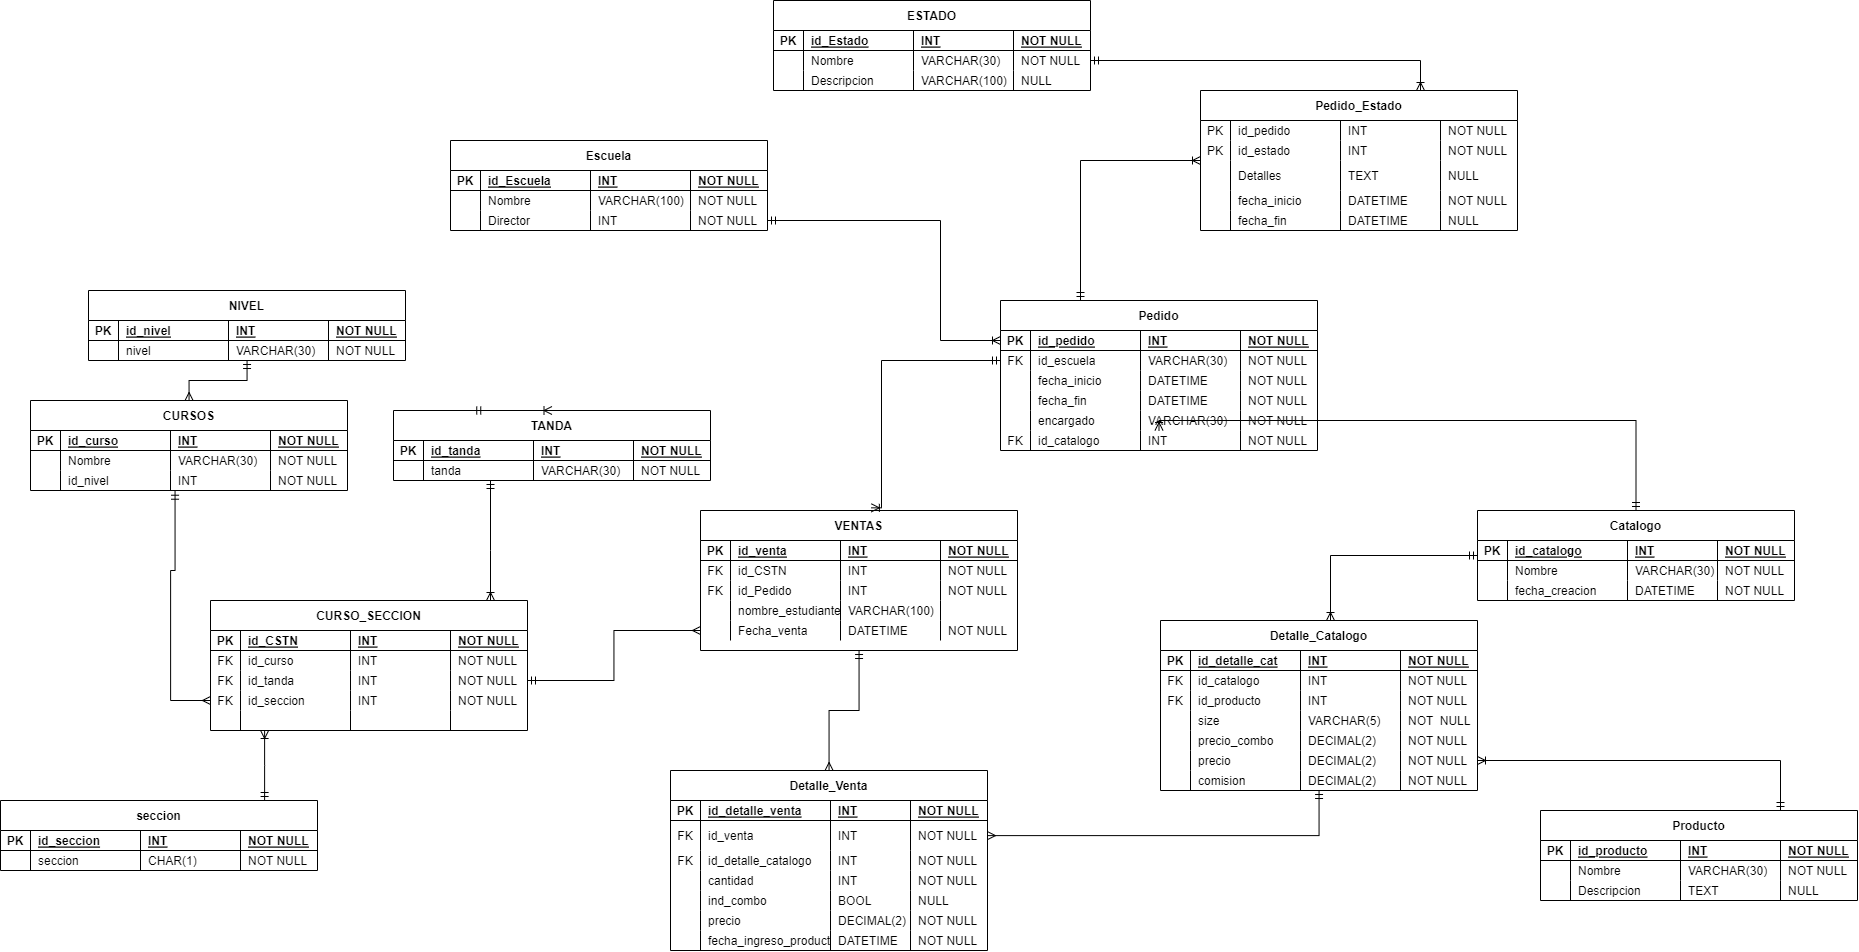 ESTADO
PK id_Estado INT NOT NULL
Nombre VARCHAR(30) NOT NULL
Descripcion VARCHAR(100) NULL
Pedido_Estado
PK id_pedido INT NOT NULL
PK id_estado INT NOT NULL
Detalles TEXT NULL
fecha_inicio DATETIME NOT NULL
fecha_fin DATETIME NULL
Escuela
PK id_Escuela INT NOT NULL
Nombre VARCHAR(100) NOT NULL
Director INT NOT NULL
NIVEL
PK id_nivel INT NOT NULL
nivel VARCHAR(30) NOT NULL
Pedido
PK id_pedido INT NOT NULL
FK id_escuela VARCHAR(30) NOT NULL
fecha_inicio DATETIME NOT NULL
fecha_fin DATETIME NOT NULL
encargado VARCHAR(30) NOT NULL
FK id_catalogo INT NOT NULL
CURSOS
PK id_curso INT NOT NULL
Nombre VARCHAR(30) NOT NULL
id_nivel INT NOT NULL
TANDA
PK id_tanda INT NOT NULL
tanda VARCHAR(30) NOT NULL
VENTAS
PK id_venta INT NOT NULL
FK id_CSTN INT NOT NULL
FK id_Pedido INT NOT NULL
nombre_estudiante VARCHAR(100)
Fecha_venta DATETIME NOT NULL
Catalogo
PK id_catalogo INT NOT NULL
Nombre VARCHAR(30) NOT NULL
fecha_creacion DATETIME NOT NULL
CURSO_SECCION
PK id_CSTN INT NOT NULL
FK id_curso INT NOT NULL
FK id_tanda INT NOT NULL
FK id_seccion INT NOT NULL
Detalle_Catalogo
PK id_detalle_cat INT NOT NULL
FK id_catalogo INT NOT NULL
FK id_producto INT NOT NULL
size VARCHAR(5) NOT NULL
precio_combo DECIMAL(2) NOT NULL
precio DECIMAL(2) NOT NULL
comision DECIMAL(2) NOT NULL
seccion
PK id_seccion INT NOT NULL
seccion CHAR(1) NOT NULL
Detalle_Venta
PK id_detalle_venta INT NOT NULL
FK id_venta INT NOT NULL
FK id_detalle_catalogo INT NOT NULL
cantidad INT NOT NULL
ind_combo BOOL NULL
precio DECIMAL(2) NOT NULL
fecha_ingreso_product DATETIME NOT NULL
Producto
PK id_producto INT NOT NULL
Nombre VARCHAR(30) NOT NULL
Descripcion TEXT NULL